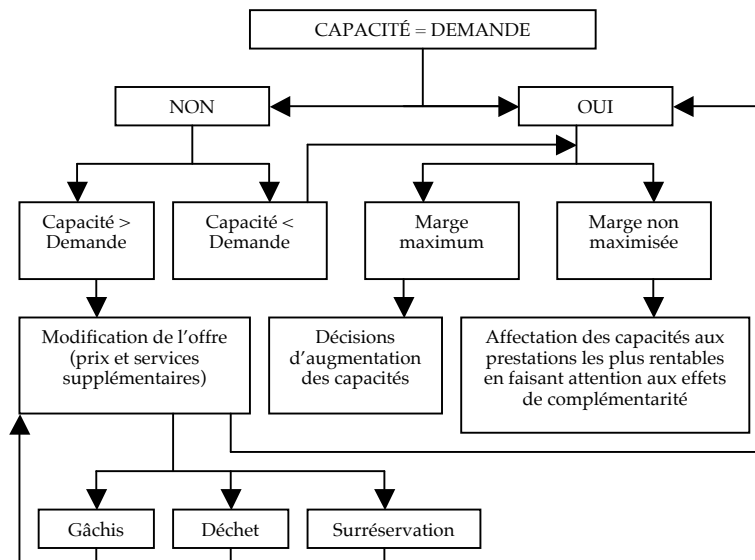 CAPACITÉ = DEMANDE
NON
OUI
Capacité >
Demande
Capacité <
Demande
Marge
maximum
Marge non
maximisée
Modification de l’offre
(prix et services
supplémentaires)
Décisions
d’augmentation
des capacités
Affectation des capacités aux
prestations les plus rentables
en faisant attention aux effets
de complémentarité
Gâchis
Déchet
Surréservation